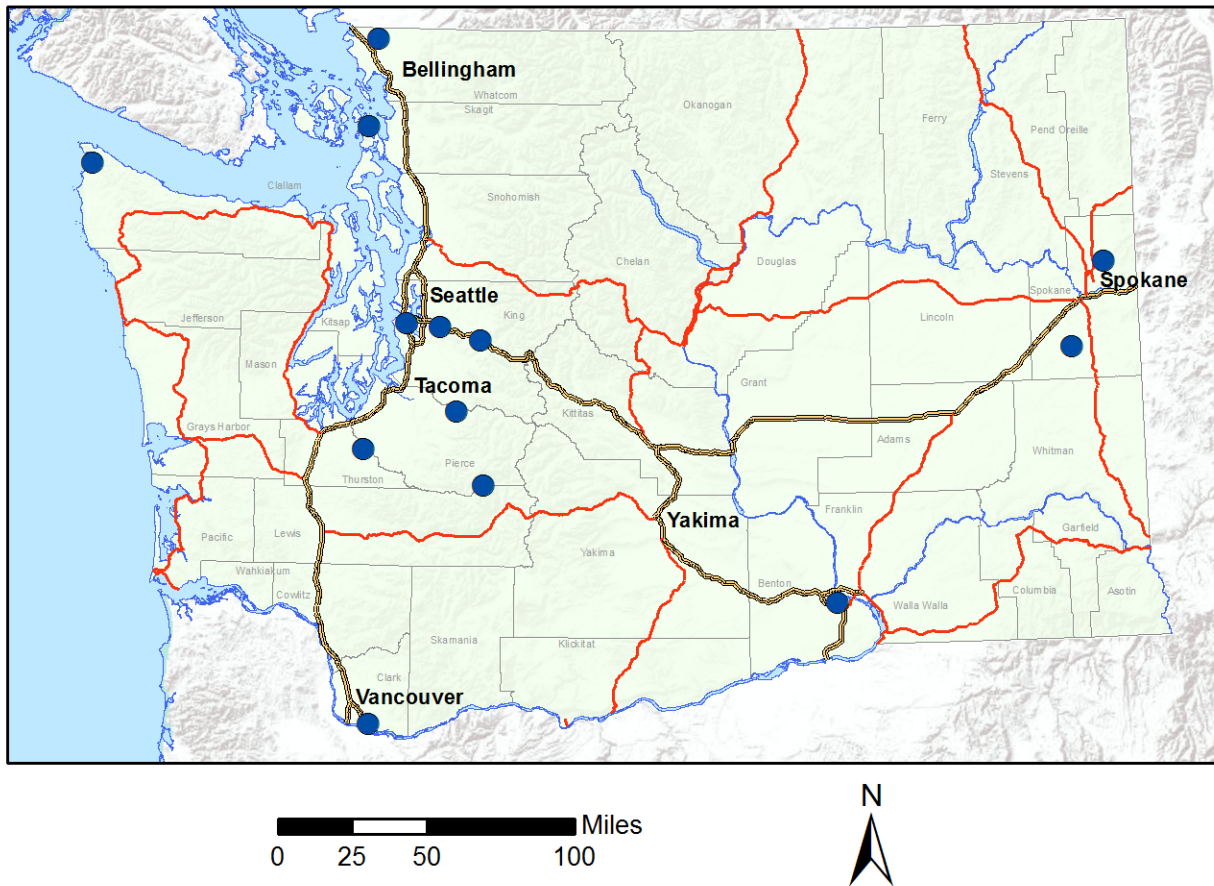 Bellingham
Whatcom
Skagit
Okanogan
Ferry
Pend Oreille
Stevens
Clallam
Snohomish
Chelan
Douglas
Spokane
Spokane
Seattle
King
Lincoln
Jefferson
Kitsap
Mason
Tacoma
Grant
Kittitas
Grays Harbor
Adams
Whitman
Pierce
Thurston
Franklin
Yakima
Garfield
Pacific
Lewis
Yakima
Wahkiakum
Benton
Cowlitz
Walla Walla
Columbia
Asotin
Skamania
Klickitat
Clark
Vancouver
N
Miles
0 25 50 100